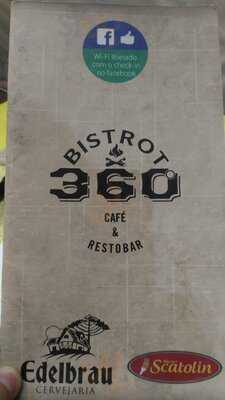 Wi-Fi liberado
com o check-in
no facebook
BISTROT
360°
CAFÉ
&
RESTOBAR
Edelbrau
CERVEJARIA
Scatolin